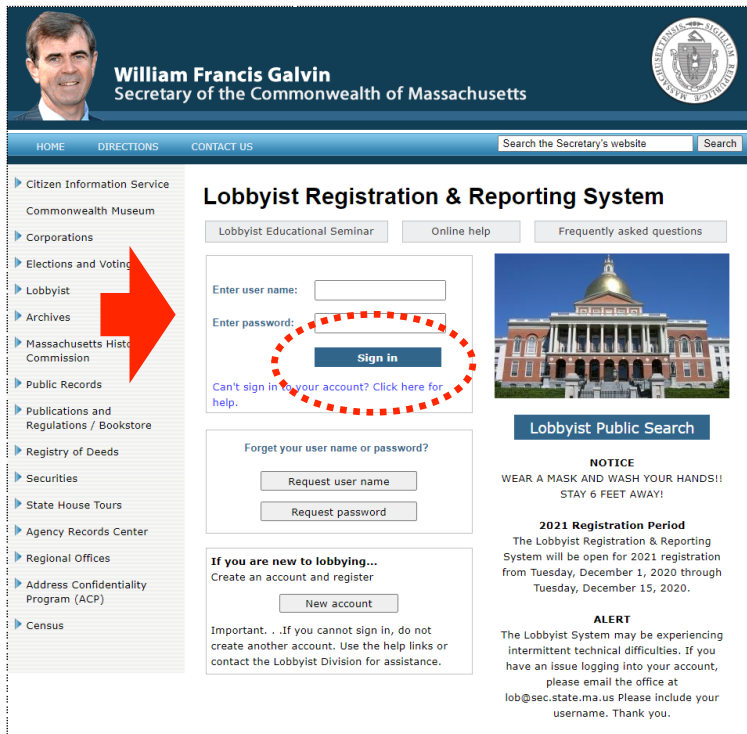 William Francis Galvin
Secretary of the Commonwealth of Massachusetts
HOME DIRECTIONS CONTACT US Search the Secretary's website Search
Citizen Information Service
Commonwealth Museum
Corporations
Elections and Voting
Lobbyist
Archives
Massachusetts Histo
Commission
Public Records
Publications and
Regulations / Bookstore
Registry of Deeds
Securities
State House Tours
Agency Records Center
Regional Offices
Address Confidentiality
Program (ACP)
Census
Lobbyist Registration & Reporting System
Lobbyist Educational Seminar Online help Frequently asked questions
Enter user name:
Enter password:
Sign in
Can't sign in to your account? Click here for
help.
Forget your user name or password?
Request user name
Request password
If you are new to lobbying...
Create an account and register
New account
Important. . .If you cannot sign in, do not
create another account. Use the help links or
contact the Lobbyist Division for assistance.
Lobbyist Public Search
NOTICE
WEAR A MASK AND WASH YOUR HANDS!!
STAY 6 FEET AWAY!
2021 Registration Period
The Lobbyist Registration & Reporting
System will be open for 2021 registration
from Tuesday, December 1, 2020 through
Tuesday, December 15, 2020.
ALERT
The Lobbyist System may be experiencing
intermittent technical difficulties. If you
have an issue logging into your account,
please email the office at
lob@sec.state.ma.us Please include your
username. Thank you.